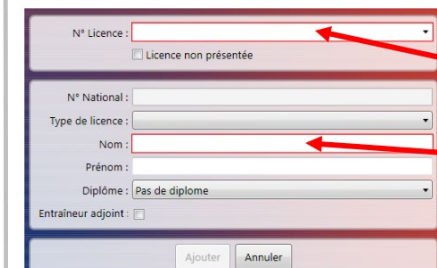 N° Licence :
Licence non présentée
N° National :
Type de licence :
Nom :
Prénom :
Diplôme : Pas de diplome
Entraîneur adjoint :
Ajouter Annuler